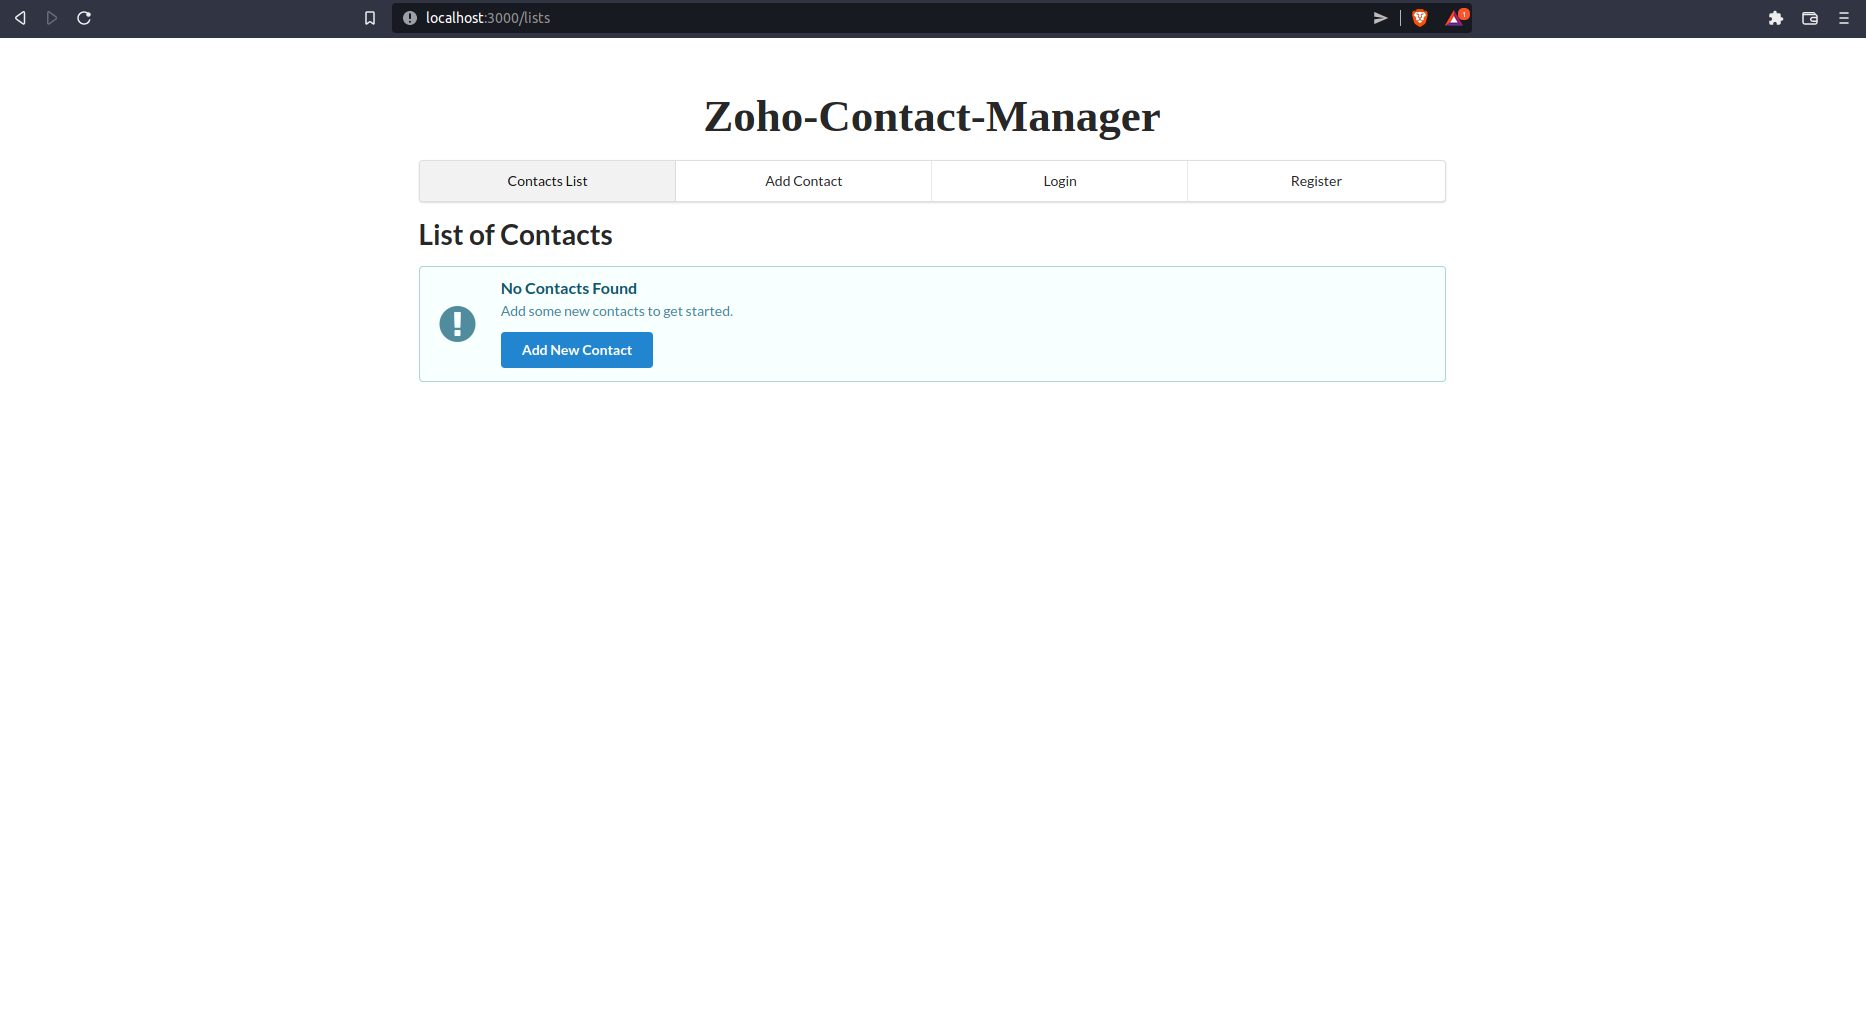 localhost:3000/lists
1
Zoho-Contact-Manager
Contacts List Add Contact Login Register
List of Contacts
No Contacts Found
Add some new contacts to get started.
Add New Contact